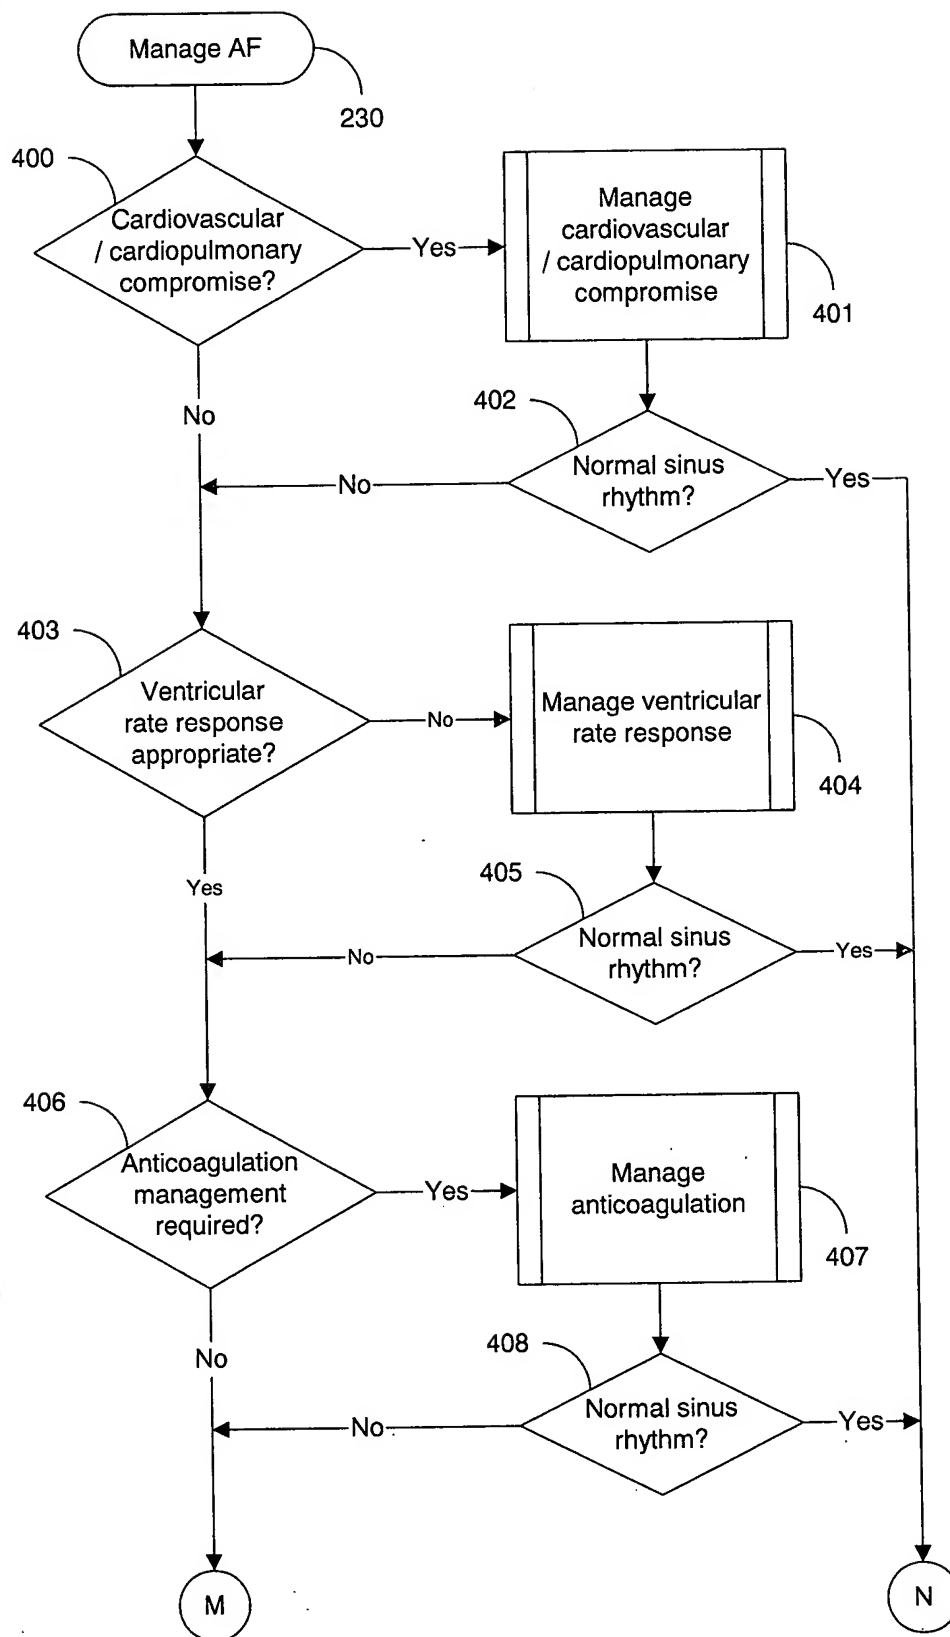 Manage AF
230
400
Cardiovascular
/ cardiopulmonary
compromise?
Yes
Manage
cardiovascular
/ cardiopulmonary
compromise
401
No
402
Normal sinus
rhythm?
No
Yes
403
Ventricular
rate response
appropriate?
No
Manage ventricular
rate response
404
Yes
405
Normal sinus
rhythm?
No
Yes
406
Anticoagulation
management
required?
Yes
Manage
anticoagulation
407
No
408
Normal sinus
rhythm?
No
Yes
M
N